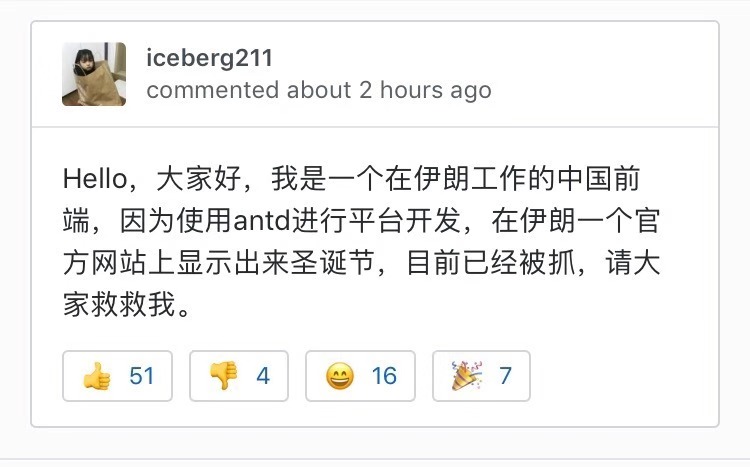 iceberg211
commented about 2 hours ago
Hello，大家好，我是一个在伊朗工作的中国前
端，因为使用antd进行平台开发，在伊朗一个官
方网站上显示出来圣诞节，目前已经被抓，请大
家救救我。
51 4 16 7